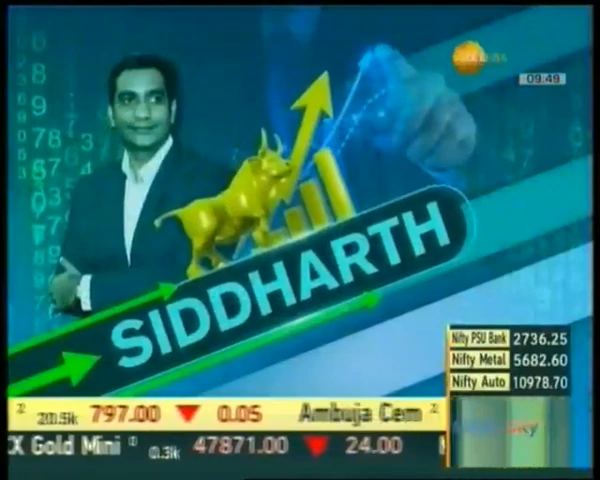 09:49
SIDDHARTH
Nifty PSU Bank 2736.25
Nifty Metal 5682.60
Nifty Auto 10978.70
20.5k 797.00 ▼ 0.05 Ambuja Cem
CX Gold Mini 0.3k 47871.00 ▼ 24.00